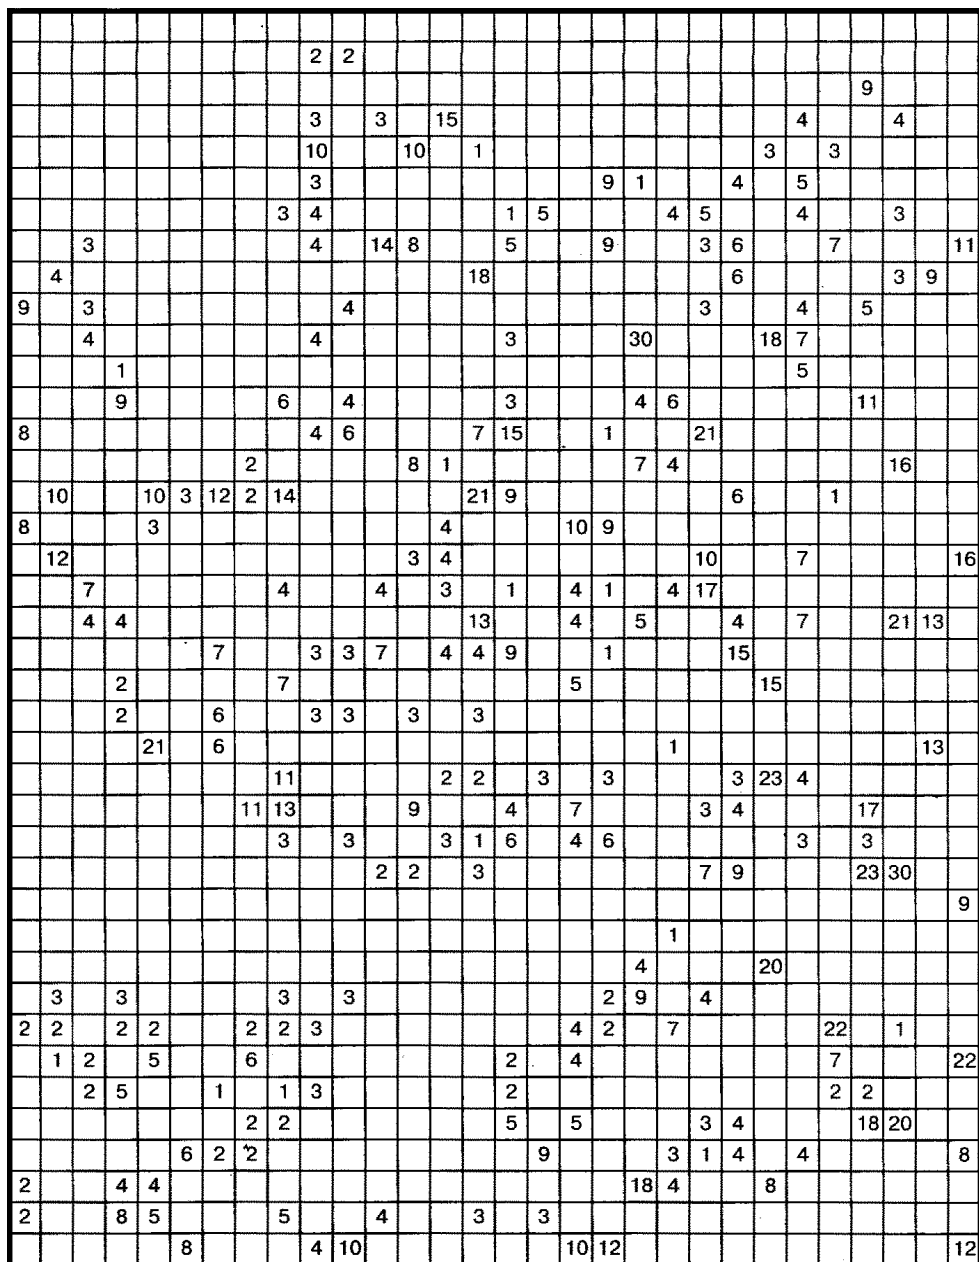 2 2
9
3 3 15 4 4
10 10 1 3 3
3 9 1 4 5
3 4 1 5 4 5 4 3
3 4 14 8 5 9 3 6 7 11
4 18 6 3 9
9 3 4 3 4 5
4 4 3 30 18 7
1 5
9 6 4 3 4 6 11
8 4 6 7 15 1 21
2 8 1 7 4 16
10 10 3 12 2 14 21 9 6 1
8 3 4 10 9
12 3 4 10 7 16
7 4 4 3 1 4 1 4 17
4 4 13 4 5 4 7 21 13
7 3 3 7 4 4 9 1 15
2 7 5 15
2 6 3 3 3 3
21 6 1 13
11 2 2 3 3 3 23 4
11 13 9 4 7 3 4 17
3 3 3 1 6 4 6 3 3
2 2 3 7 9 23 30
9
1
4 20
3 3 3 3 2 9 4
2 2 2 2 2 2 3 4 2 7 22 1
1 2 5 6 2 4 7 22
2 5 1 1 3 2 2 2
2 2 5 5 3 4 18 20
6 2 2 9 3 1 4 4 8
2 4 4 18 4 8
2 8 5 5 4 3 3
8 4 10 10 12 12